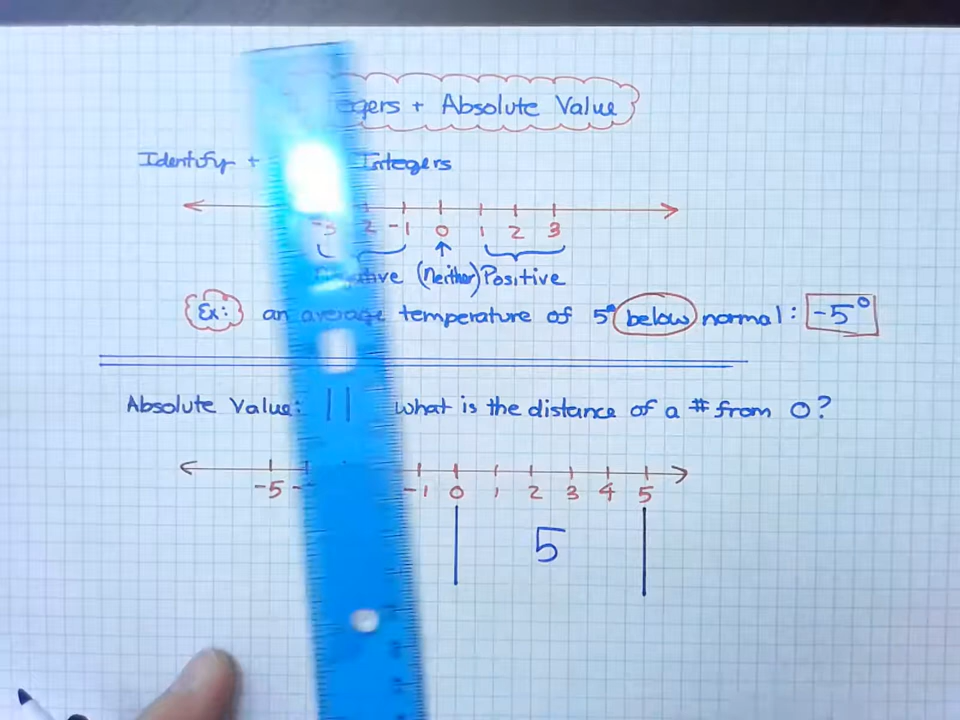 + Absolute Value
Identify + Integers
-1 0 1 2 3
(Neither) Positive
Ex: an average temperature of 5° below normal: -5°
Absolute Value: || what is the distance of a # from 0?
-5 -1 0 1 2 3 4 5
5